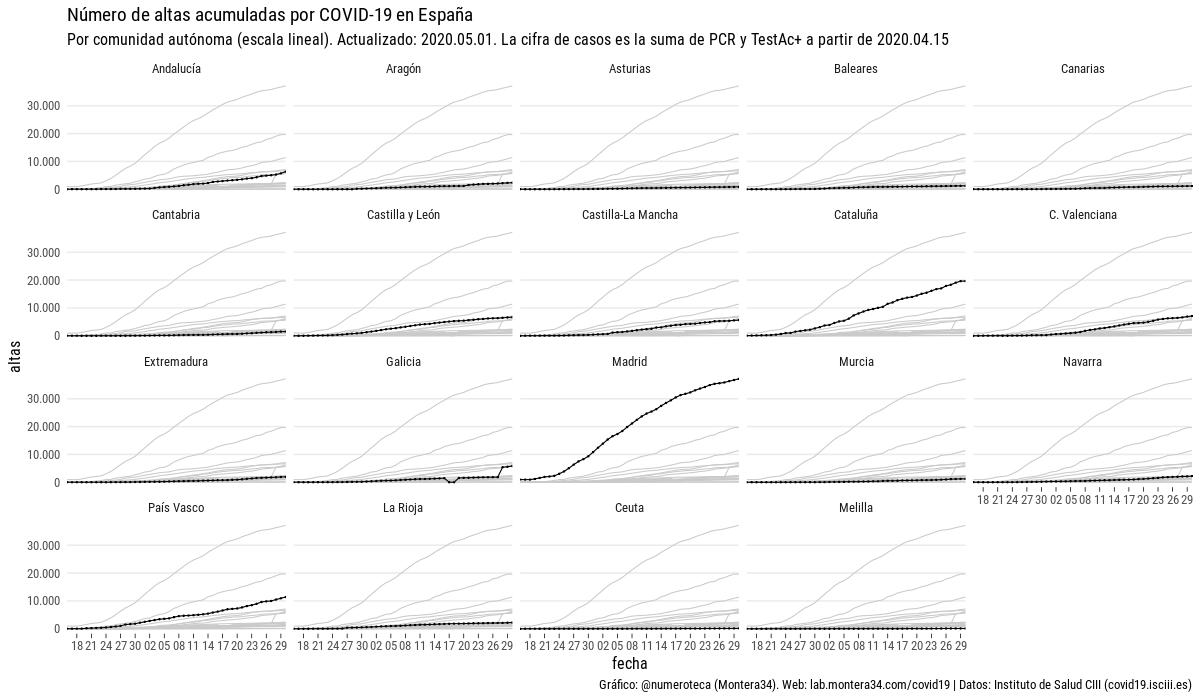 Número de altas acumuladas por COVID-19 en España
Por comunidad autónoma (escala lineal). Actualizado: 2020.05.01. La cifra de casos es la suma de PCR y TestAc+ a partir de 2020.04.15
Andalucía Aragón Asturias Baleares Canarias
30.000
20.000
10.000
0
Cantabria Castilla y León Castilla-La Mancha Cataluña C. Valenciana
30.000
20.000
10.000
0
altas
Extremadura Galicia Madrid Murcia Navarra
30.000
20.000
10.000
0
18 21 24 27 30 02 05 08 11 14 17 20 23 26 29
País Vasco La Rioja Ceuta Melilla
30.000
20.000
10.000
0
18 21 24 27 30 02 05 08 11 14 17 20 23 26 29 18 21 24 27 30 02 05 08 11 14 17 20 23 26 29 18 21 24 27 30 02 05 08 11 14 17 20 23 26 29 18 21 24 27 30 02 05 08 11 14 17 20 23 26 29
fecha
Gráfico: @numeroteca (Montera34). Web: lab.montera34.com/covid19 | Datos: Instituto de Salud CIII (covid19.isciii.es)